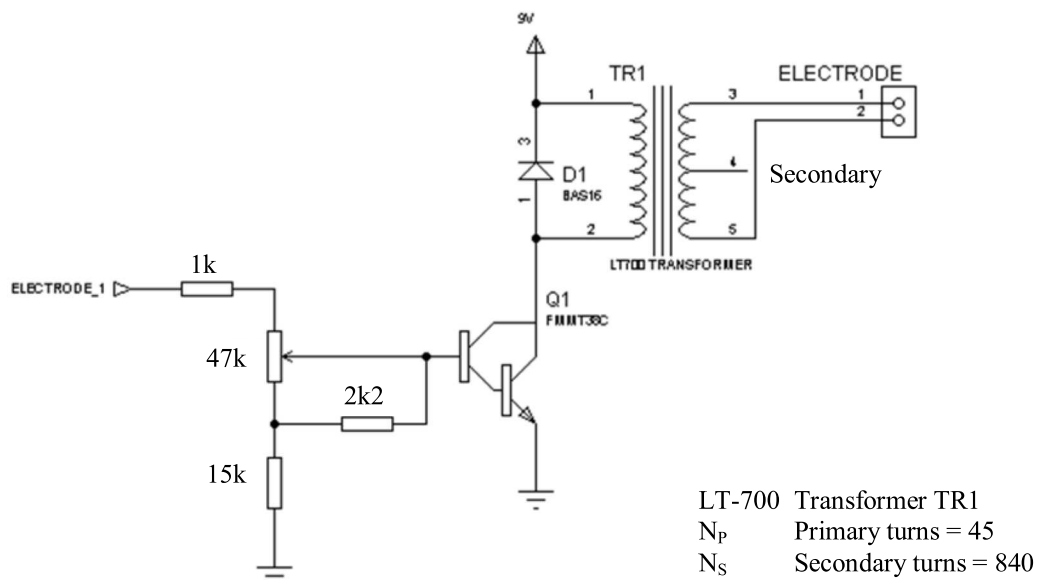 9V
TR1
ELECTRODE
1
3
1
2
3
D1
BAS16
1
4
Secondary
2
5
LT700 TRANSFORMER
1k
ELECTRODE_1
Q1
FMMT38C
47k
2k2
15k
LT-700 Transformer TR1
NP Primary turns = 45
NS Secondary turns = 840